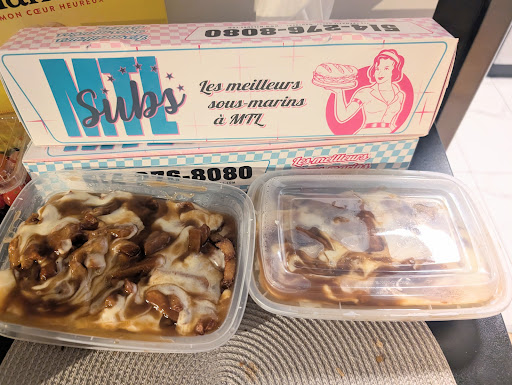 MON CŒUR HEUREUX
514-276-8080
MTL
Subs
Les meilleurs
sous-marins
à MTL
276-8080
Les meilleurs